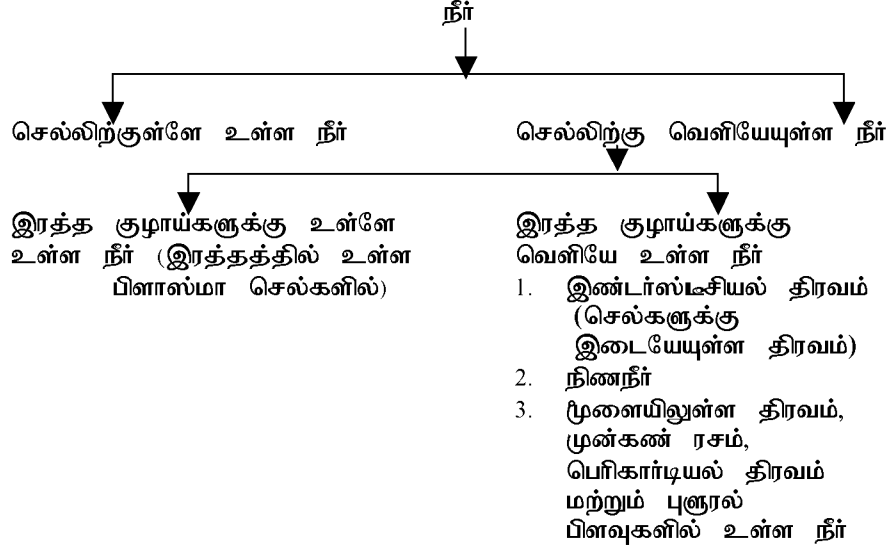 நீர்
செல்லிற்குள்ளே உள்ள நீர்
செல்லிற்கு வெளியேயுள்ள நீர்
இரத்த குழாய்களுக்கு உள்ளே
உள்ள நீர் (இரத்தத்தில் உள்ள
பிளாஸ்மா செல்களில்)
இரத்த குழாய்களுக்கு
வெளியே உள்ள நீர்
1. இண்டர்ஸ்டீசியல் திரவம்
(செல்களுக்கு
இடையேயுள்ள திரவம்)
2. நிணநீர்
3. மூளையிலுள்ள திரவம்,
முன்கண் ரசம்,
பெரிகார்டியல் திரவம்
மற்றும் புளூரல்
பிளவுகளில் உள்ள நீர்